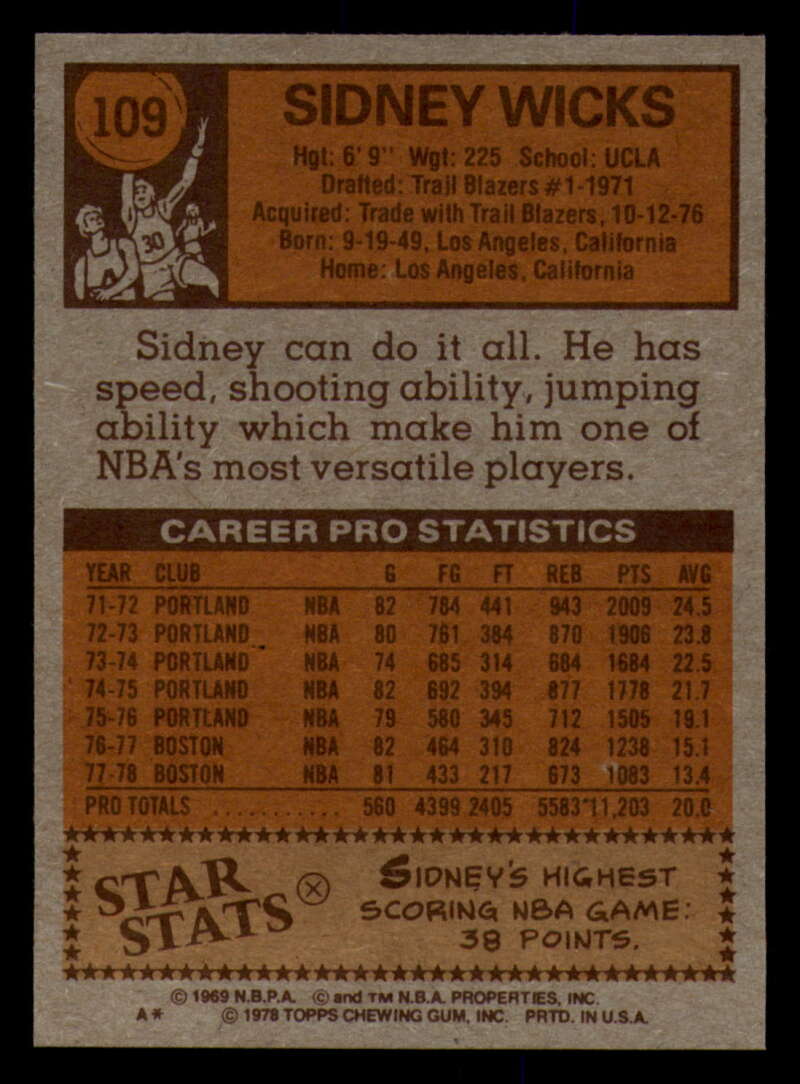 109
SIDNEY WICKS
Hgt: 6' 9" Wgt: 225 School: UCLA
Drafted: Trail Blazers #1-1971
Acquired: Trade with Trail Blazers, 10-12-76
Born: 9-19-49, Los Angeles, California
Home: Los Angeles, California
30
A
Sidney can do it all. He has
speed, shooting ability, jumping
ability which make him one of
NBA's most versatile players.
CAREER PRO STATISTICS
YEAR CLUB G FG FT REB PTS AVG
71-72 PORTLAND NBA 82 784 441 943 2009 24.5
72-73 PORTLAND NBA 80 761 384 870 1906 23.8
73-74 PORTLAND NBA 74 685 314 684 1684 22.5
74-75 PORTLAND NBA 82 692 394 877 1778 21.7
75-76 PORTLAND NBA 79 580 345 712 1505 19.1
76-77 BOSTON NBA 82 464 310 824 1238 15.1
77-78 BOSTON NBA 81 433 217 673 1083 13.4
PRO TOTALS ........... 560 4399 2405 5583 11,203 20.0
STAR STATS
SIDNEY'S HIGHEST
SCORING NBA GAME:
38 POINTS.
© 1969 N.B.P.A. © and TM N.B.A. PROPERTIES, INC.
A* © 1978 TOPPS CHEWING GUM, INC. PRTD. IN U.S.A.